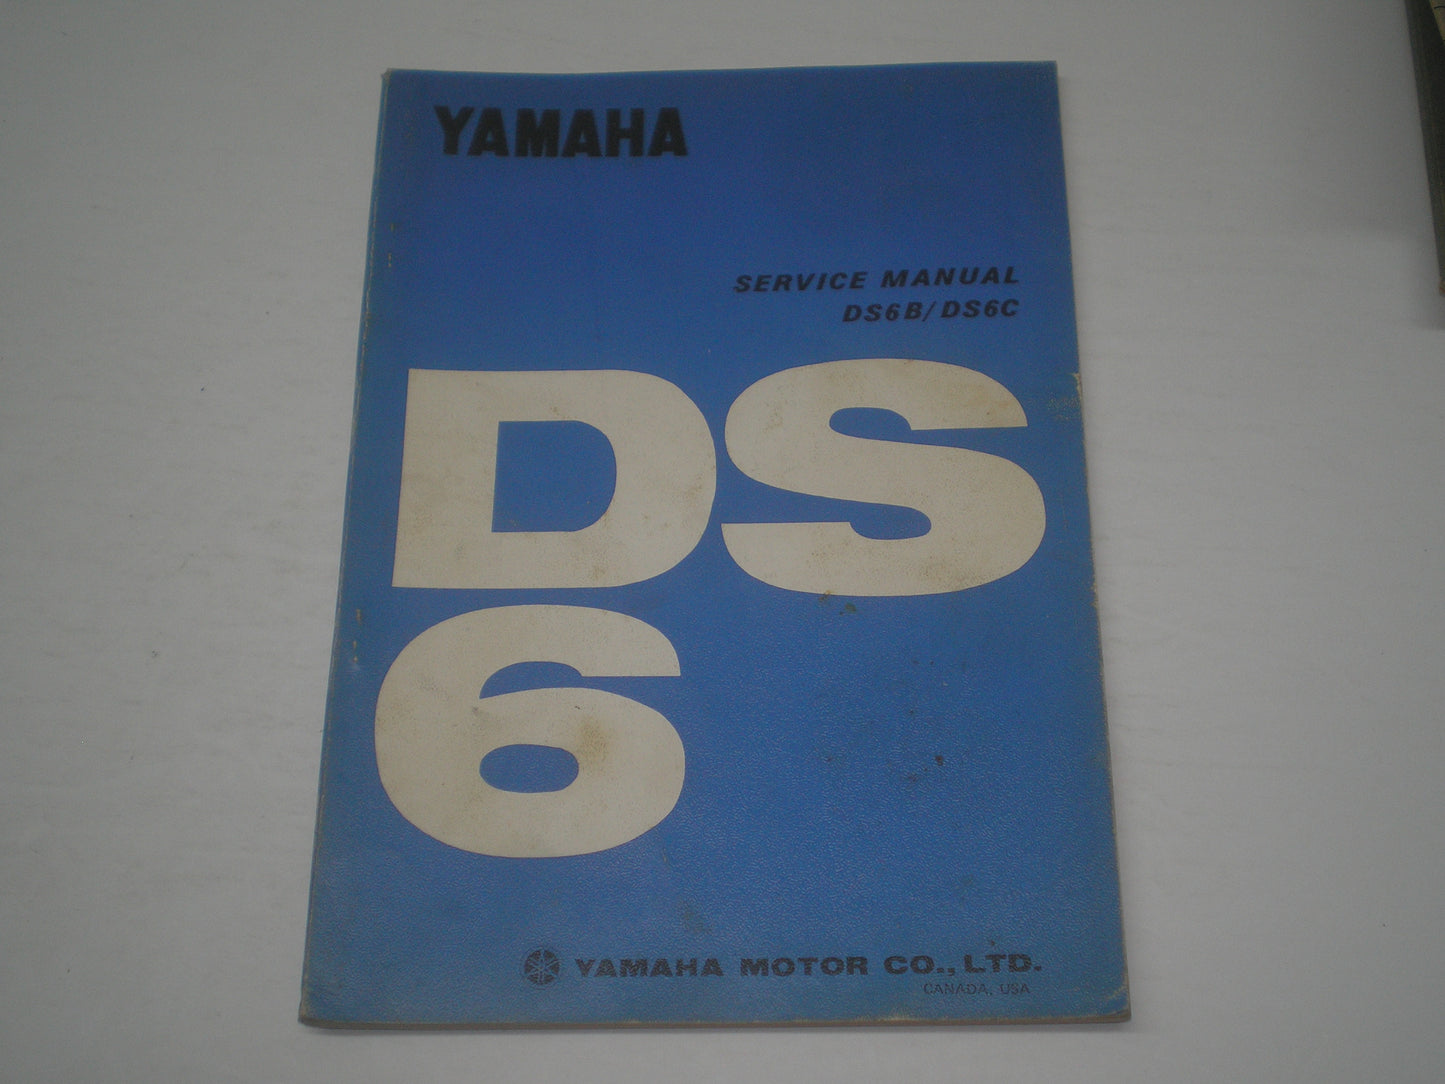 YAMAHA
SERVICE MANUAL
DS6B/DS6C
DS
6
YAMAHA MOTOR CO., LTD.
CANADA, USA